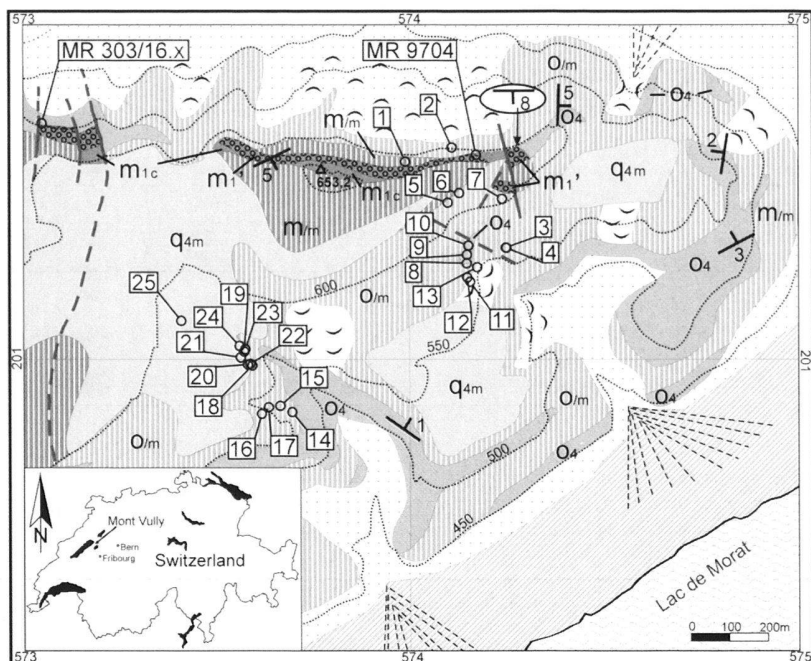 573 574 575
MR 303/16.x
MR 9704
8
o/m
5
o₄
o₄
1
2
m/m
2
m₁c
m₁'
5
653,2
m₁c
5
6
7
m₁'
q₄m
m/m
m/m
q₄m
10
o₄
3
9
4
o₄
3
8
600
25
19
23
o/m
13
12
11
24
21
550
201
22
201
20
18
15
q₄m
o/m
o₄
o₄
1
o/m
16
17
14
500
o₄
450
N
Mont Vully
*Bern
*Fribourg
Switzerland
Lac de Morat
0 100 200m
573 574 575